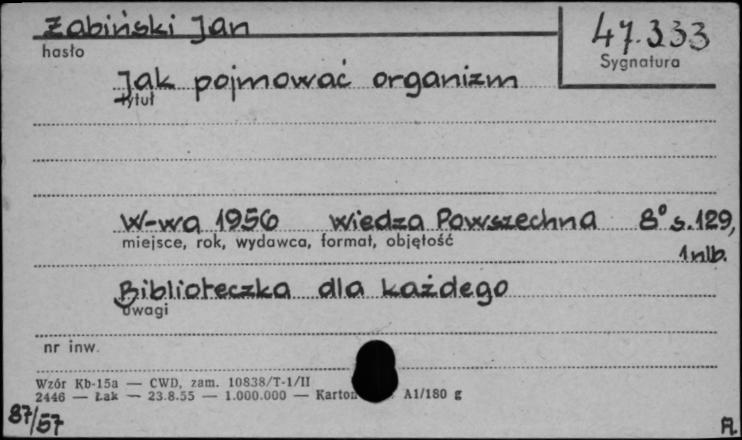 Żabiński Jan
47.333
hasło
Sygnatura
Jak pojmować organizm
tytuł
W-wa 1956 Wiedza Powszechna 8° s.129,
miejsce, rok, wydawca, format, objętość
1 nlb.
Biblioteczka dla każdego
uwagi
nr inw.
Wzór Kb-15a — CWD, zam. 10838/T-1/II
2446 — Łak — 23.8.55 — 1.000.000 — Karton A1/180 g
87/57